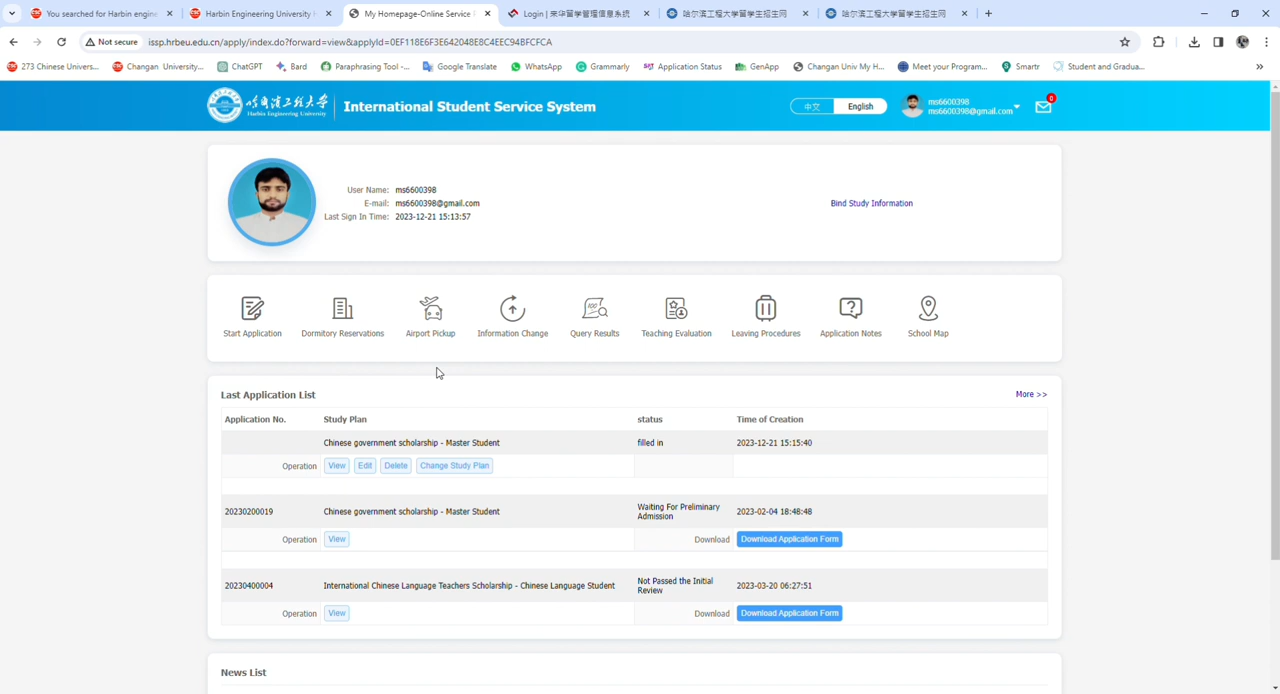 You searched for Harbin engine
Harbin Engineering University
My Homepage-Online Service
Login | 来华留学管理信息系统
哈尔滨工程大学留学生招生网
哈尔滨工程大学留学生招生网
Not secure
issp.hrbeu.edu.cn/apply/index.do?forward=view&applyId=0EF118E6F3E642048E8C4EEC94BFCFCA
273 Chinese Univers...
Changan University...
ChatGPT
Bard
Paraphrasing Tool -...
Google Translate
WhatsApp
Grammarly
Application Status
GenApp
Changan Univ My H...
Meet your Program...
Smartr
Student and Gradua...
哈尔滨工程大学
Harbin Engineering University
International Student Service System
中文
English
ms6600398
ms6600398@gmail.com
0
User Name: ms6600398
E-mail: ms6600398@gmail.com
Last Sign In Time: 2023-12-21 15:13:57
Bind Study Information
Start Application
Dormitory Reservations
Airport Pickup
Information Change
Query Results
Teaching Evaluation
Leaving Procedures
Application Notes
School Map
Last Application List
More >>
Application No. Study Plan status Time of Creation
Chinese government scholarship - Master Student filled in 2023-12-21 15:15:40
Operation View Edit Delete Change Study Plan
20230200019 Chinese government scholarship - Master Student Waiting For Preliminary Admission 2023-02-04 18:48:48
Operation View Download Download Application Form
20230400004 International Chinese Language Teachers Scholarship - Chinese Language Student Not Passed the Initial Review 2023-03-20 06:27:51
Operation View Download Download Application Form
News List